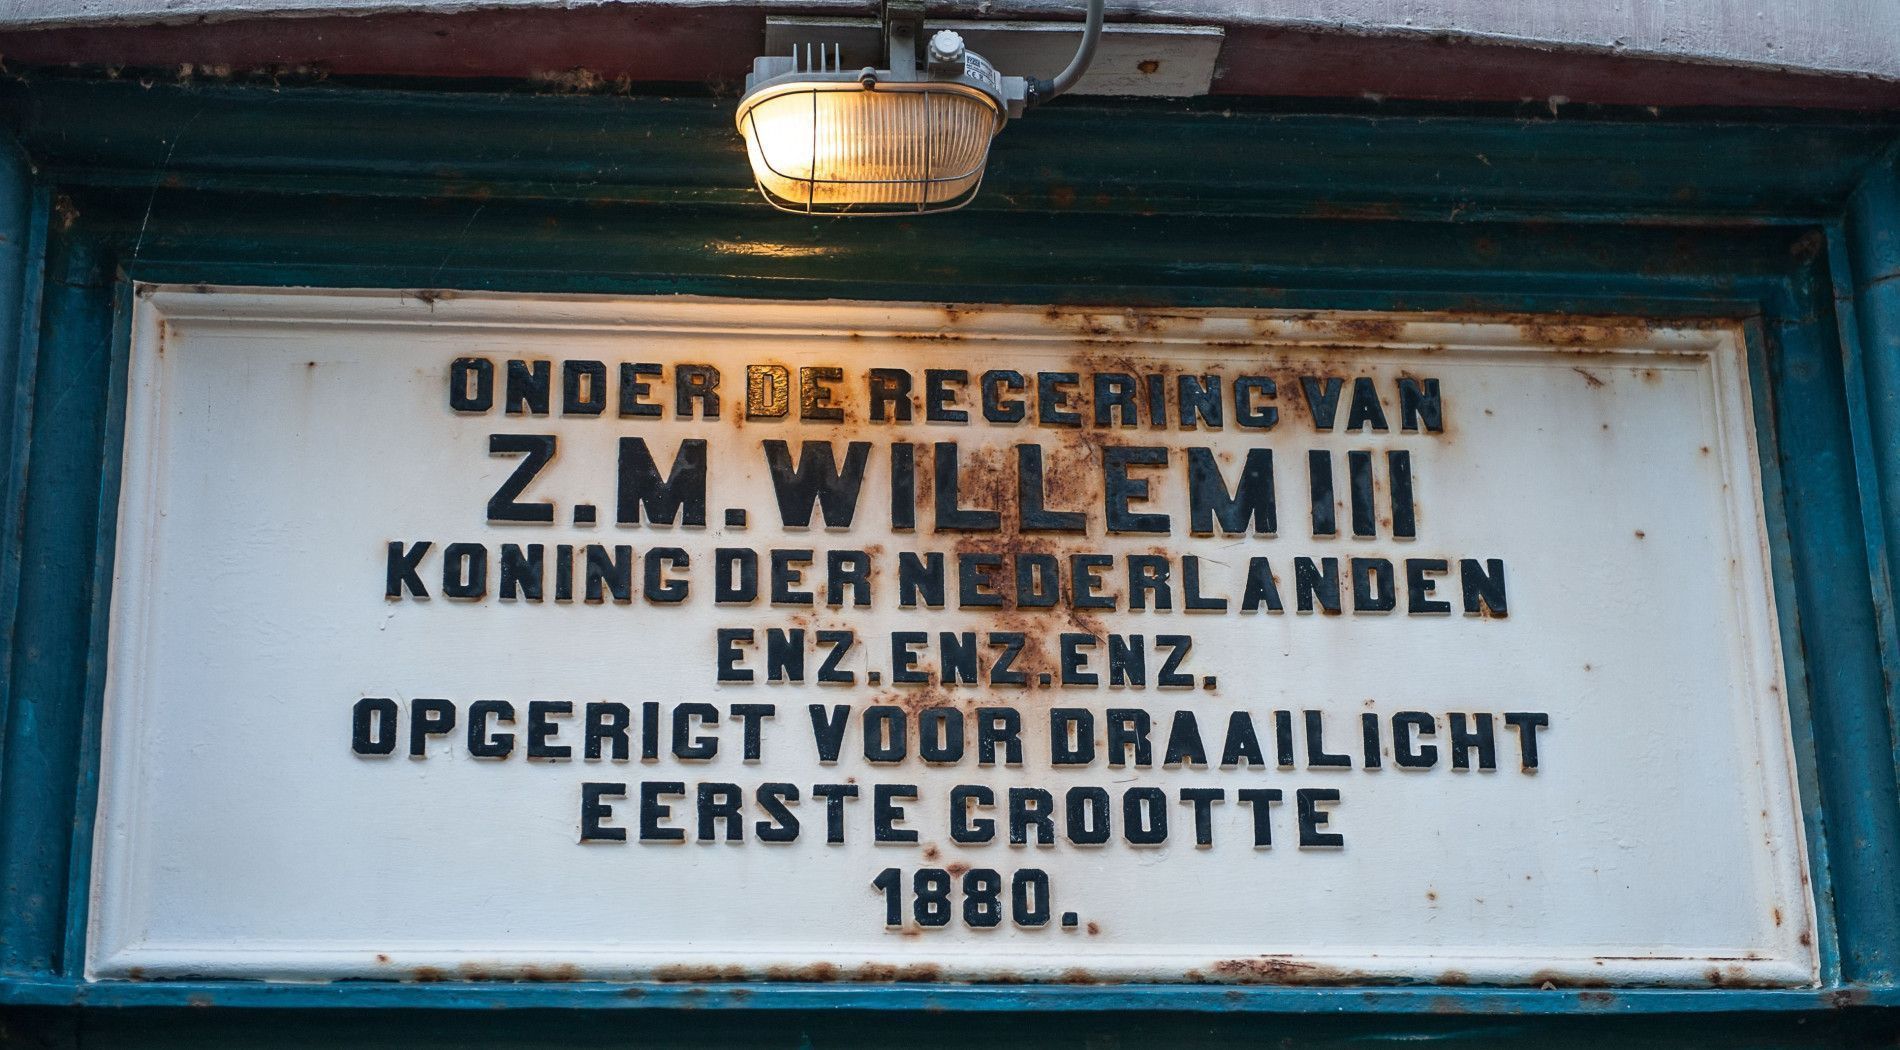 ONDER DE REGERING VAN
Z.M. WILLEM III
KONING DER NEDERLANDEN
ENZ. ENZ. ENZ.
OPGERIGT VOOR DRAAILICHT
EERSTE GROOTTE
1880.